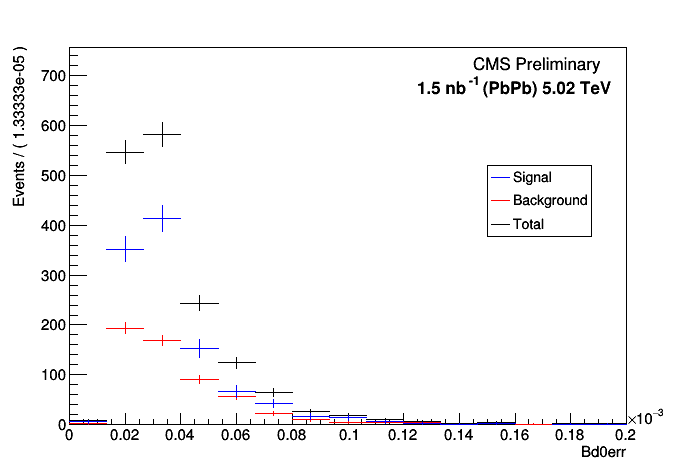 CMS Preliminary
1.5 nb-1 (PbPb) 5.02 TeV
Events / ( 1.33333e-05 )
700
600
500
400
300
200
100
0
Signal
Background
Total
0 0.02 0.04 0.06 0.08 0.1 0.12 0.14 0.16 0.18 0.2
×10−3
Bd0err